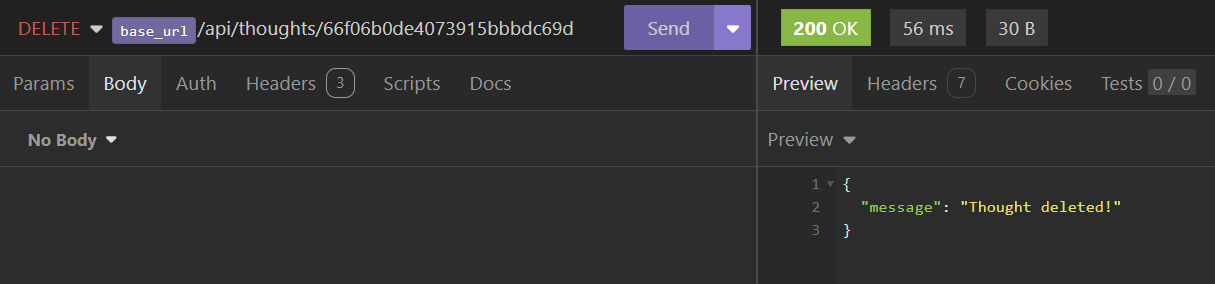 DELETE base_url/api/thoughts/66f06b0de4073915bbbdc69d Send 200 OK 56 ms 30 B
Params Body Auth Headers 3 Scripts Docs Preview Headers 7 Cookies Tests 0 / 0
No Body Preview
1 {
2 "message": "Thought deleted!"
3 }